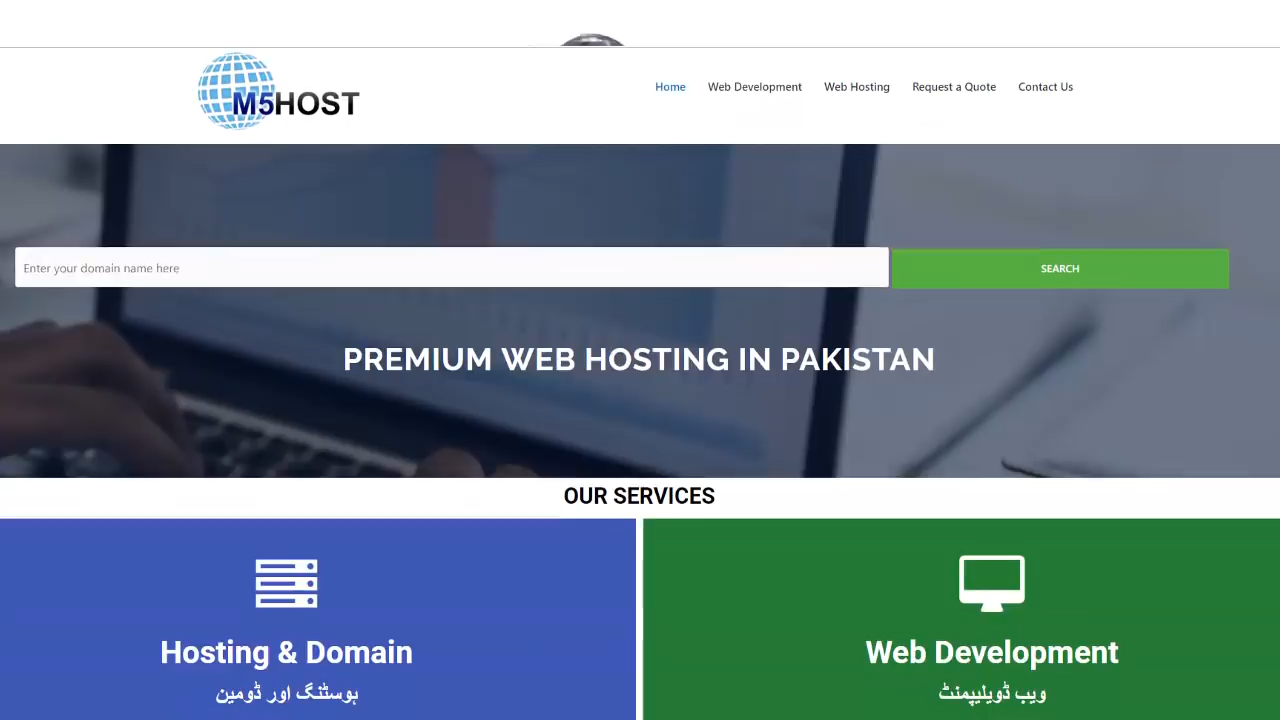 M5HOST
Home Web Development Web Hosting Request a Quote Contact Us
Enter your domain name here SEARCH
PREMIUM WEB HOSTING IN PAKISTAN
OUR SERVICES
Hosting & Domain
ہوسٹنگ اور ڈومین
Web Development
ویب ڈویلیپمنٹ